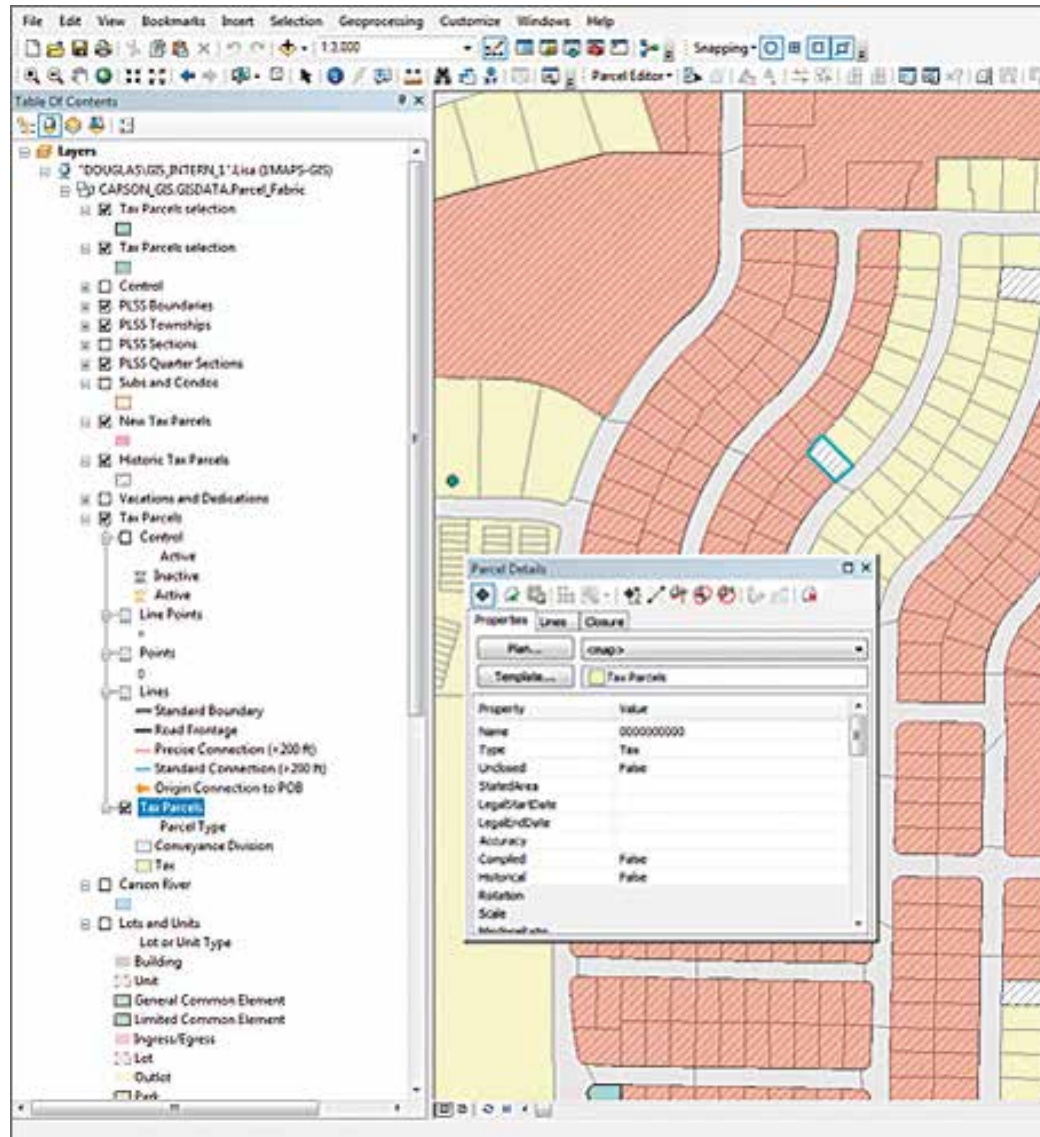 File Edit View Bookmarks Insert Selection Geoprocessing Customize Windows Help
1:3,000 Snapping
Parcel Editor
Table Of Contents
Layers
"DOUGLAS\GIS_INTERN_1".Lisa (IMAPS-GIS)
CARSON_GIS.GISDATA.Parcel_Fabric
Tax Parcels selection
Tax Parcels selection
Control
PLSS Boundaries
PLSS Townships
PLSS Sections
PLSS Quarter Sections
Subs and Condos
New Tax Parcels
Historic Tax Parcels
Vacations and Dedications
Tax Parcels
Control
Active
Inactive
Active
Line Points
Points
Lines
Standard Boundary
Road Frontage
Precise Connection (+200 ft)
Standard Connection (+200 ft)
Origin Connection to POB
Tax Parcels
Parcel Type
Conveyance Division
Tax
Carson River
Lots and Units
Lot or Unit Type
Building
Unit
General Common Element
Limited Common Element
Ingress/Egress
Lot
Outlot
Park
Parcel Details
Properties Lines Closure
Plan... <map>
Template... Tax Parcels
Property Value
Name 0000000000
Type Tax
Unclosed False
StatedArea
LegalStartDate
LegalEndDate
Accuracy
Compiled False
Historical False
Rotation
Scale